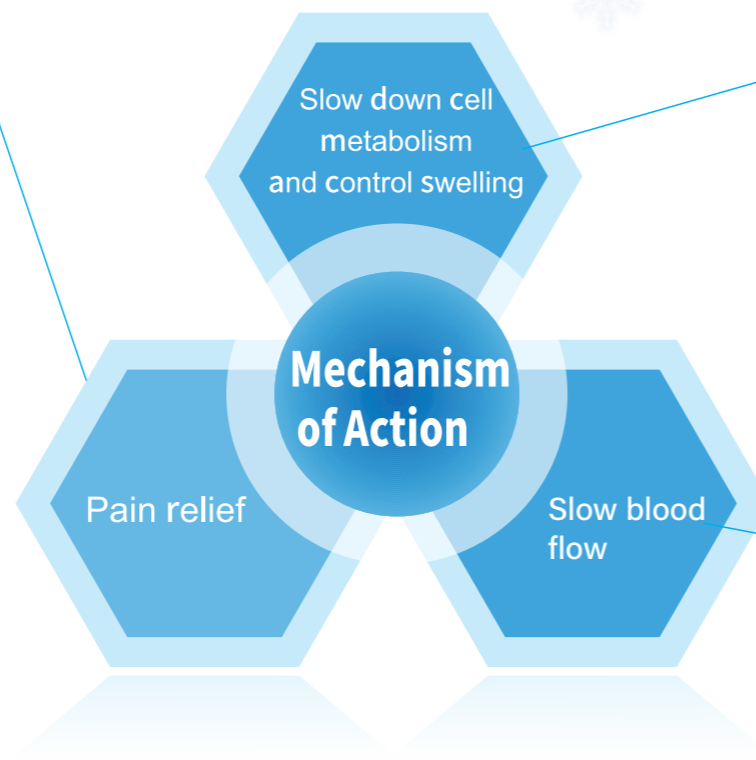 Slow down cell
metabolism
and control swelling
Mechanism
of Action
Pain relief
Slow blood
flow